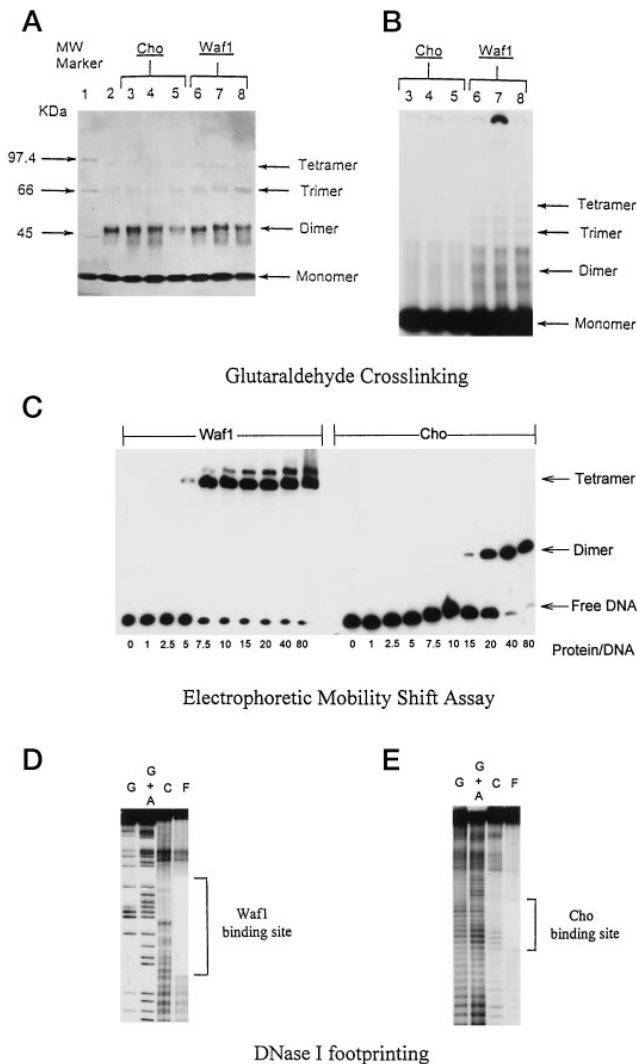 A
MW Marker
Cho
Waf1
1 2 3 4 5 6 7 8
KDa
97.4
66
45
Tetramer
Trimer
Dimer
Monomer
B
Cho
Waf1
3 4 5 6 7 8
Tetramer
Trimer
Dimer
Monomer
Glutaraldehyde Crosslinking
C
Waf1
Cho
Tetramer
Dimer
Free DNA
0 1 2.5 5 7.5 10 15 20 40 80
0 1 2.5 5 7.5 10 15 20 40 80
Protein/DNA
Electrophoretic Mobility Shift Assay
D
G G+A C F
Waf1 binding site
E
G G+A C F
Cho binding site
DNase I footprinting